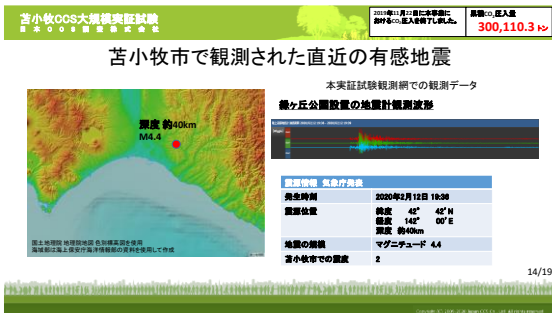 苫小牧CCS大規模実証試験
日本CCS調査株式会社
2019年11月22日に本事業に
おけるCO₂圧入を終了しました。
累積CO₂圧入量
300,110.3 トン
苫小牧市で観測された直近の有感地震
本実証試験観測網での観測データ
緑ヶ丘公園設置の地震計観測波形
深度 約40km
M4.4
国土地理院 地理院地図 色別標高図を使用
海域部は海上保安庁海洋情報部の資料を使用して作成
震源情報 気象庁発表
発生時刻 2020年2月12日 19:36
震源位置 緯度 42° 42′N
経度 142° 00′E
深度 約40km
地震の規模 マグニチュード 4.4
苫小牧市での震度 2
14/19